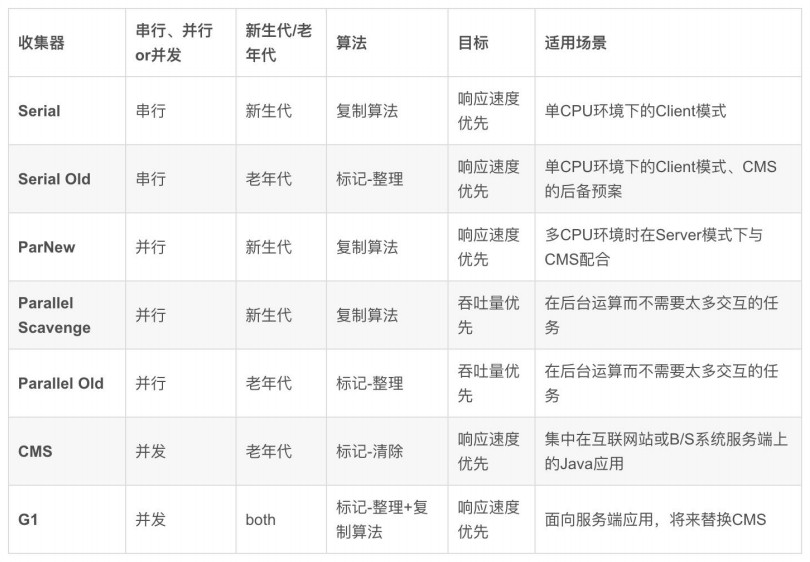 收集器
串行、并行
or并发
新生代/老
年代
算法
目标
适用场景
Serial
串行
新生代
复制算法
响应速度
优先
单CPU环境下的Client模式
Serial Old
串行
老年代
标记-整理
响应速度
优先
单CPU环境下的Client模式、CMS
的后备预案
ParNew
并行
新生代
复制算法
响应速度
优先
多CPU环境时在Server模式下与
CMS配合
Parallel
Scavenge
并行
新生代
复制算法
吞吐量优
先
在后台运算而不需要太多交互的任
务
Parallel Old
并行
老年代
标记-整理
吞吐量优
先
在后台运算而不需要太多交互的任
务
CMS
并发
老年代
标记-清除
响应速度
优先
集中在互联网站或B/S系统服务端上
的Java应用
G1
并发
both
标记-整理+复
制算法
响应速度
优先
面向服务端应用，将来替换CMS